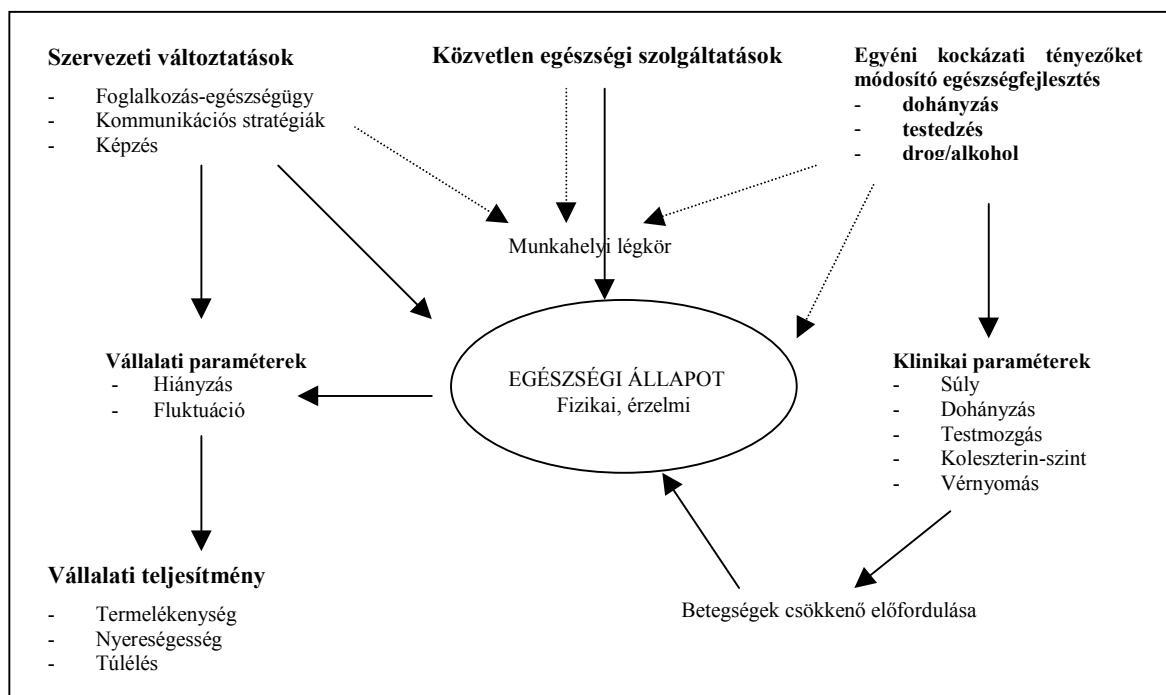 Szervezeti változtatások
- Foglalkozás-egészségügy
- Kommunikációs stratégiák
- Képzés
Közvetlen egészségi szolgáltatások
Egyéni kockázati tényezőket
módosító egészségfejlesztés
- dohányzás
- testedzés
- drog/alkohol
Munkahelyi légkör
Vállalati paraméterek
- Hiányzás
- Fluktuáció
EGÉSZSÉGI ÁLLAPOT
Fizikai, érzelmi
Klinikai paraméterek
- Súly
- Dohányzás
- Testmozgás
- Koleszterin-szint
- Vérnyomás
Vállalati teljesítmény
- Termelékenység
- Nyereségesség
- Túlélés
Betegségek csökkenő előfordulása